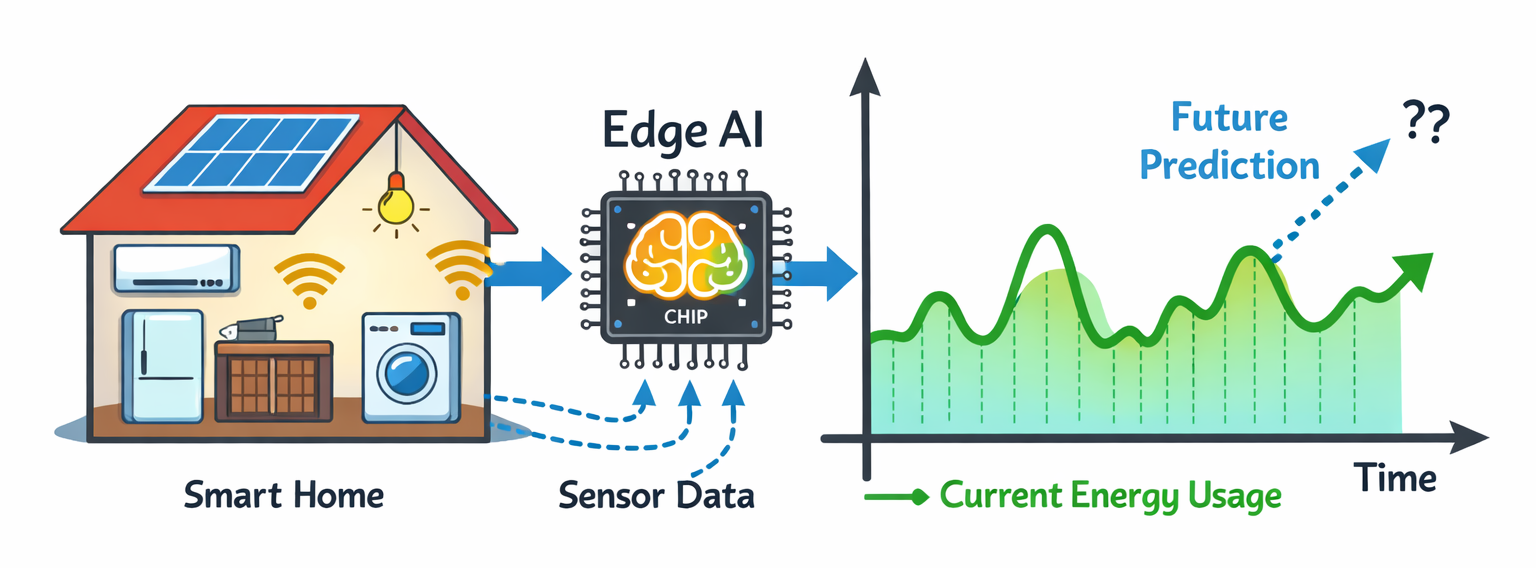 Edge AI
CHIP
Smart Home
Sensor Data
Future
Prediction
??
Time
Current Energy Usage